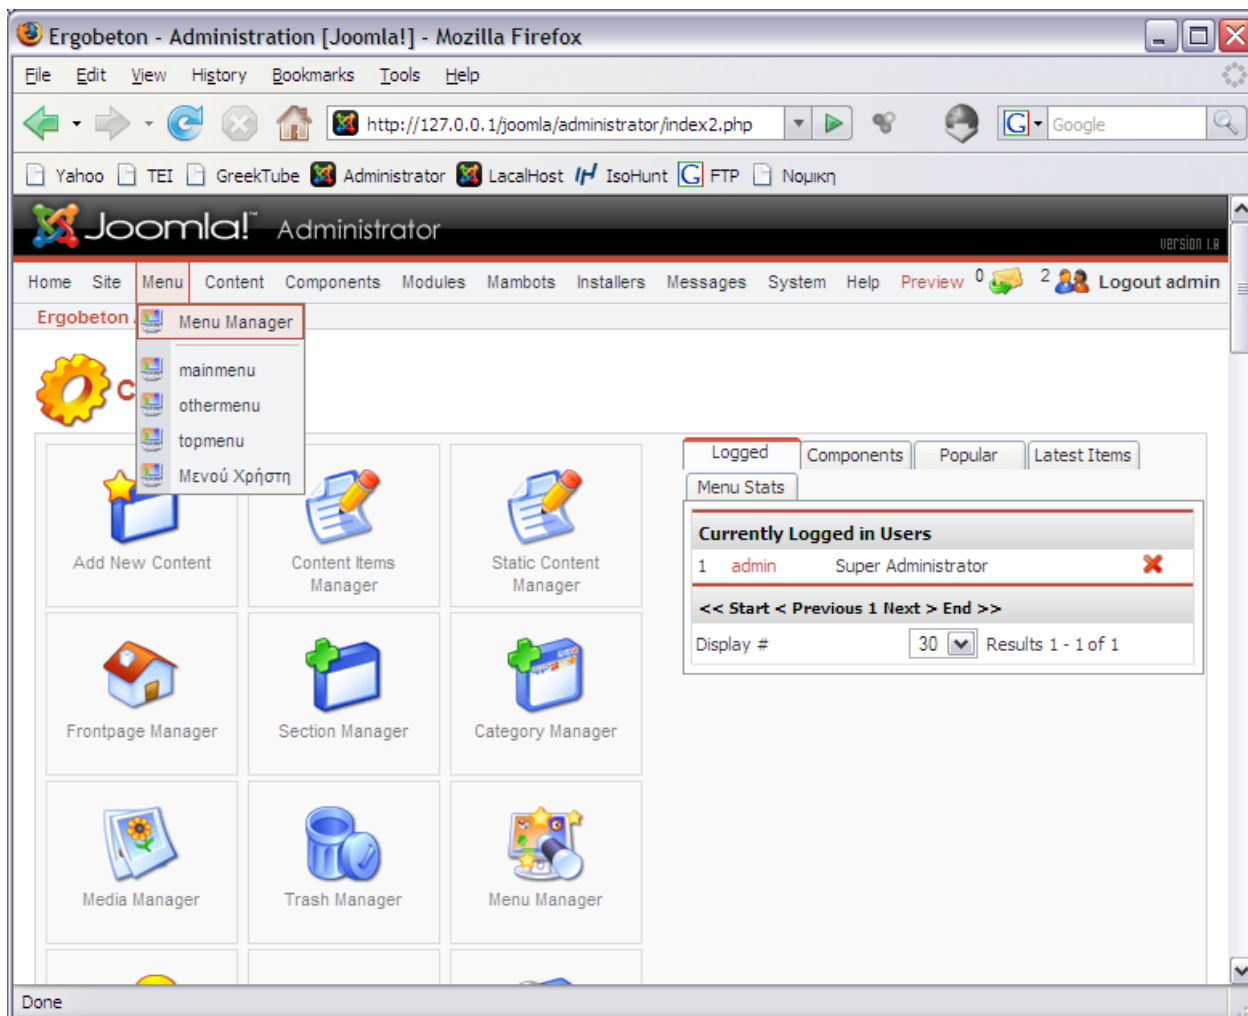 Ergobeton - Administration [Joomla!] - Mozilla Firefox
File Edit View History Bookmarks Tools Help
http://127.0.0.1/joomla/administrator/index2.php G Google
Yahoo TEI GreekTube Administrator LacalHost IsoHunt G FTP Νομικη
Joomla!™ Administrator
version 1.0
Home Site Menu Content Components Modules Mambots Installers Messages System Help Preview 0 2 Logout admin
Ergobeton
Menu Manager
mainmenu
othermenu
topmenu
Μενού Χρήστη
C
Add New Content
Content Items
Manager
Static Content
Manager
Frontpage Manager
Section Manager
Category Manager
Media Manager
Trash Manager
Menu Manager
Logged Components Popular Latest Items
Menu Stats
Currently Logged in Users
1 admin Super Administrator
<< Start < Previous 1 Next > End >>
Display # 30 Results 1 - 1 of 1
Done